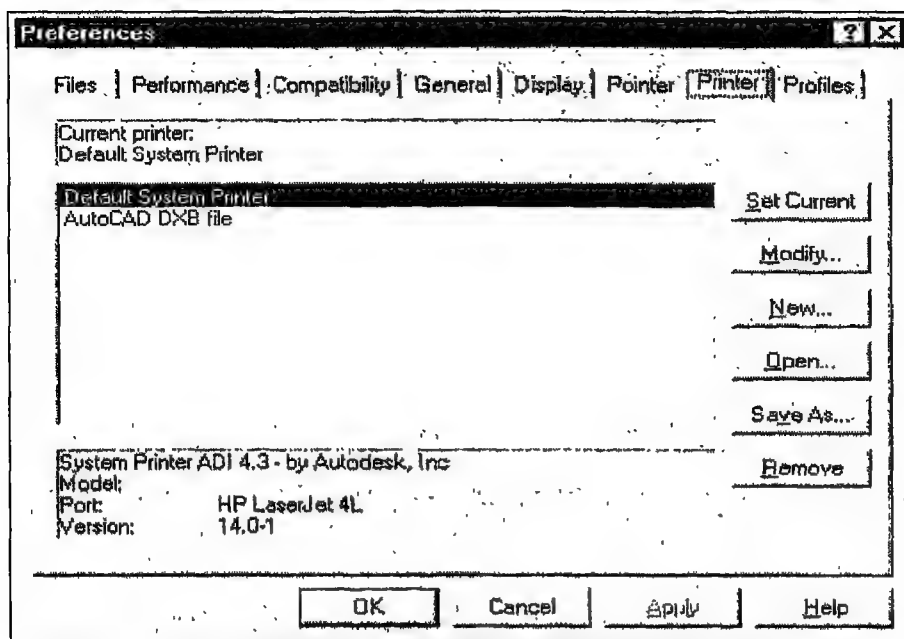 Preferences
Files Performance Compatibility General Display Pointer Printer Profiles
Current printer:
Default System Printer
Default System Printer
AutoCAD DXB file
Set Current
Modify...
New...
Open...
Save As...
Remove
System Printer ADI 4.3 - by Autodesk, Inc
Model:
Port: HP LaserJet 4L
Version: 14.0-1
OK Cancel Apply Help